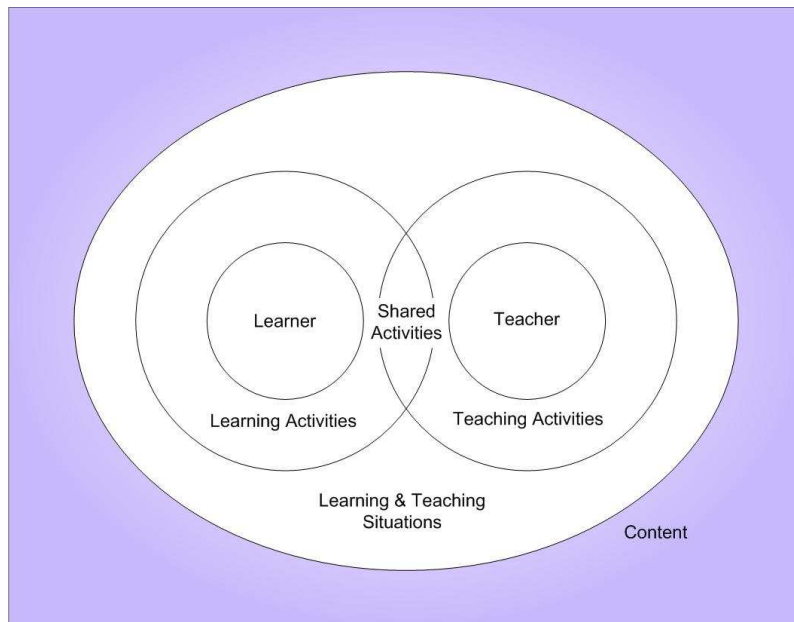 Learner
Shared
Activities
Teacher
Learning Activities
Teaching Activities
Learning & Teaching
Situations
Content